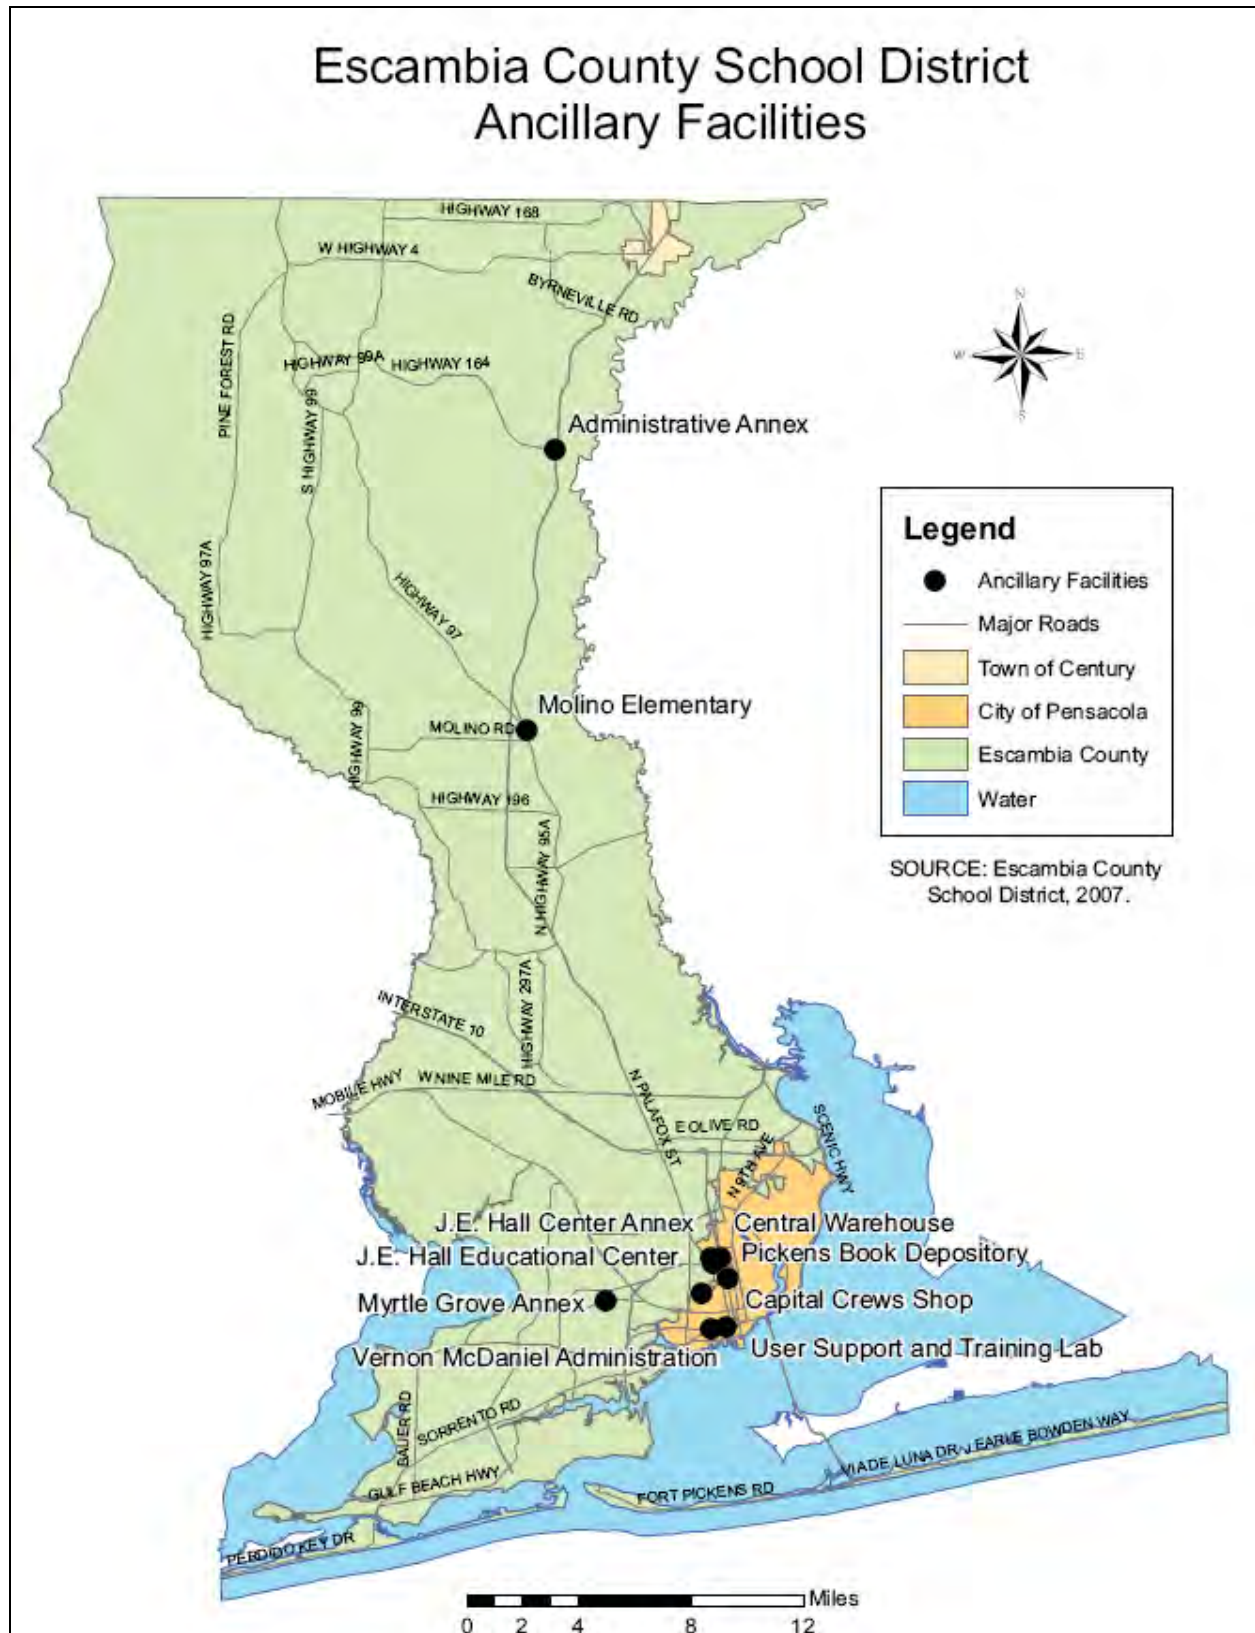 Escambia County School District
Ancillary Facilities
HIGHWAY 168
W HIGHWAY 4
BYRNEVILLE RD
PINE FOREST RD
HIGHWAY 99A
HIGHWAY 164
S HIGHWAY 99
Administrative Annex
HIGHWAY 97A
HIGHWAY 97
Molino Elementary
MOLINO RD
HIGHWAY 99
HIGHWAY 196
N HIGHWAY 95A
HIGHWAY 297A
INTERSTATE 10
MOBILE HWY
W NINE MILE RD
N PALAFOX ST
E OLIVE RD
N 9TH AVE
SCENIC HWY
J.E. Hall Center Annex
Central Warehouse
J.E. Hall Educational Center
Pickens Book Depository
Myrtle Grove Annex
Capital Crews Shop
Vernon McDaniel Administration
User Support and Training Lab
BAUER RD
SORRENTO RD
GULF BEACH HWY
PERDIDO KEY DR
FORT PICKENS RD
VIA DE LUNA DR
J EARLE BOWDEN WAY
N
W
E
S
Legend
Ancillary Facilities
Major Roads
Town of Century
City of Pensacola
Escambia County
Water
SOURCE: Escambia County
School District, 2007.
Miles
0 2 4 8 12